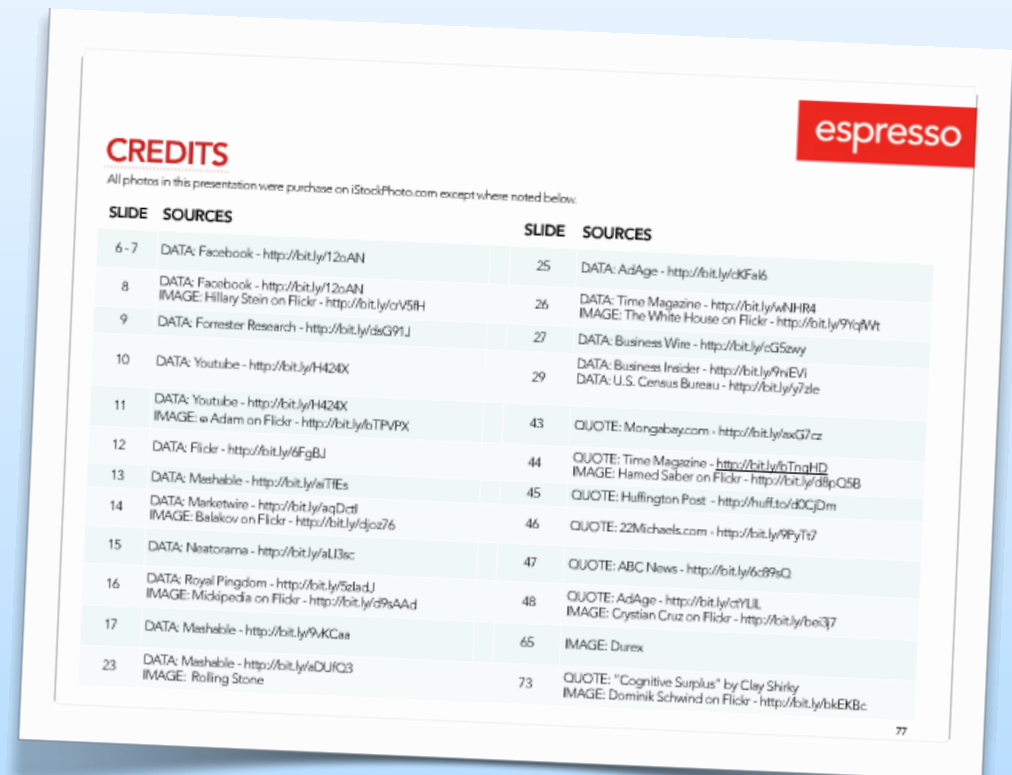 espresso
CREDITS
All photos in this presentation were purchase on iStockPhoto.com except where noted below.
SLIDE SOURCES
6-7 DATA: Facebook - http://bit.ly/12oAN
8 DATA: Facebook - http://bit.ly/12oAN
IMAGE: Hillary Stein on Flickr - http://bit.ly/crV5fH
9 DATA: Forrester Research - http://bit.ly/dsG91J
10 DATA: Youtube - http://bit.ly/H424X
11 DATA: Youtube - http://bit.ly/H424X
IMAGE: ๏ Adam on Flickr - http://bit.ly/bTPVPX
12 DATA: Flickr - http://bit.ly/6FgBJ
13 DATA: Mashable - http://bit.ly/aiTfEs
14 DATA: Marketwire - http://bit.ly/aqDctl
IMAGE: Balakov on Flickr - http://bit.ly/djoz76
15 DATA: Neatorama - http://bit.ly/aLI3sc
16 DATA: Royal Pingdom - http://bit.ly/5zladJ
IMAGE: Mickipedia on Flickr - http://bit.ly/d9sAAd
17 DATA: Mashable - http://bit.ly/9vKCaa
23 DATA: Mashable - http://bit.ly/aDUfQ3
IMAGE: Rolling Stone
SLIDE SOURCES
25 DATA: AdAge - http://bit.ly/cKFaI6
26 DATA: Time Magazine - http://bit.ly/wNHR4
IMAGE: The White House on Flickr - http://bit.ly/9YqfWt
27 DATA: Business Wire - http://bit.ly/cG5zwy
29 DATA: Business Insider - http://bit.ly/9niEVi
DATA: U.S. Census Bureau - http://bit.ly/y7zle
43 QUOTE: Mongabay.com - http://bit.ly/axG7cz
44 QUOTE: Time Magazine - http://bit.ly/bTnqHD
IMAGE: Hamed Saber on Flickr - http://bit.ly/d8pQ5B
45 QUOTE: Huffington Post - http://huff.to/d0CjDm
46 QUOTE: 22Michaels.com - http://bit.ly/9PyTt7
47 QUOTE: ABC News - http://bit.ly/6c89sQ
48 QUOTE: AdAge - http://bit.ly/ctYLlL
IMAGE: Crystian Cruz on Flickr - http://bit.ly/bei3j7
65 IMAGE: Durex
73 QUOTE: "Cognitive Surplus" by Clay Shirky
IMAGE: Dominik Schwind on Flickr - http://bit.ly/bkEKBc
77